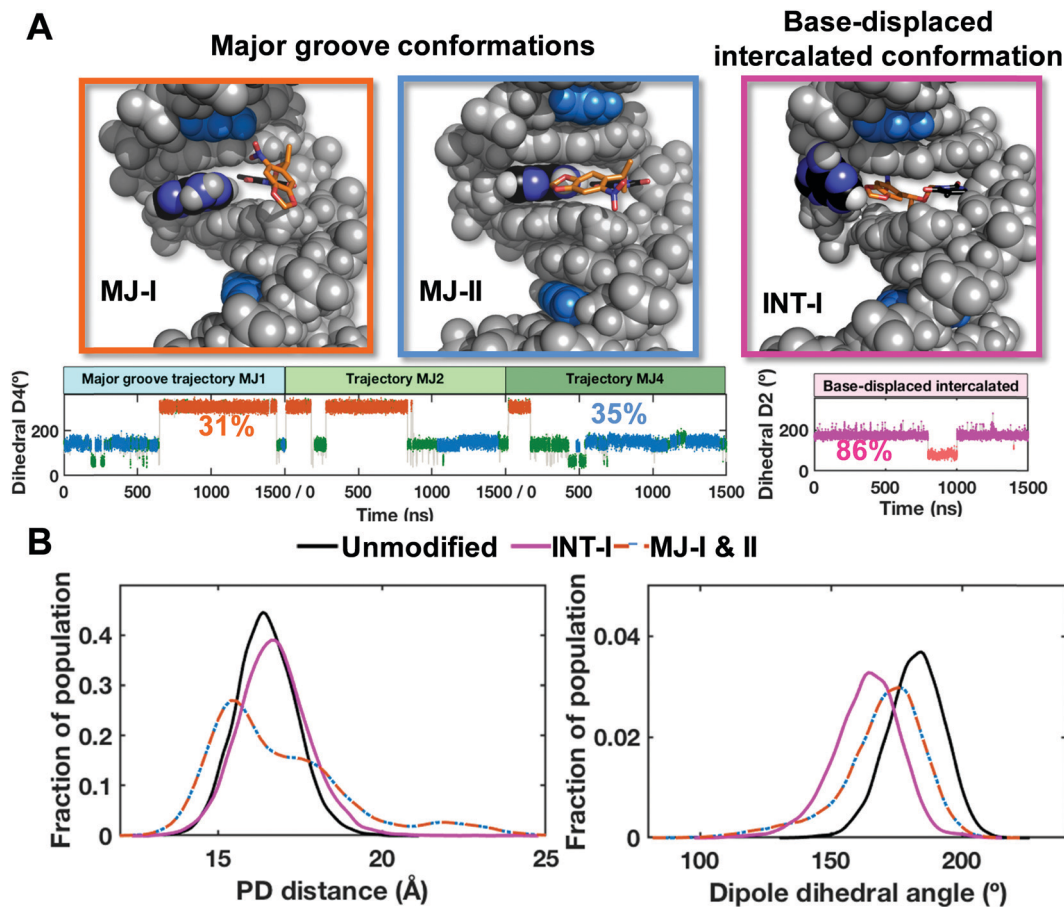 A
Major groove conformations
Base-displaced
intercalated conformation
MJ-I
MJ-II
INT-I
Major groove trajectory MJ1
Trajectory MJ2
Trajectory MJ4
Dihedral D4(º)
200
0
31%
35%
0 500 1000 1500 / 0 500 1000 1500 / 0 500 1000 1500
Time (ns)
Base-displaced intercalated
Dihedral D2 (º)
200
0
86%
0 500 1000 1500
Time (ns)
B
Unmodified INT-I MJ-I & II
Fraction of population
0.4
0.3
0.2
0.1
0
15 20 25
PD distance (Å)
Fraction of population
0.04
0.02
0
100 150 200
Dipole dihedral angle (º)